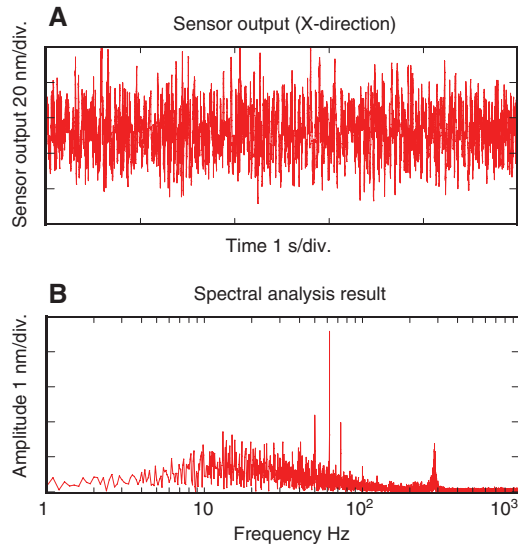 A
Sensor output (X-direction)
Sensor output 20 nm/div.
Time 1 s/div.
B
Spectral analysis result
Amplitude 1 nm/div.
1 10 10² 10³
Frequency Hz